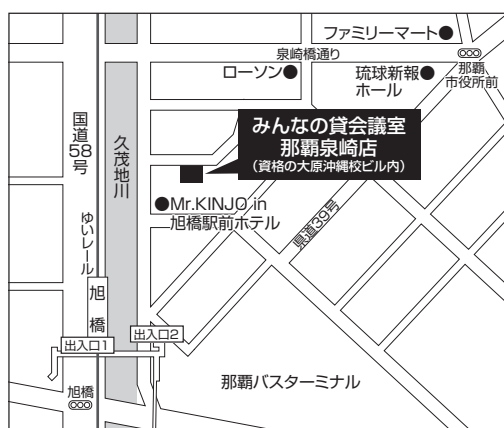 ファミリーマート
泉崎橋通り
ローソン
琉球新報
ホール
那覇
市役所前
国道58号
久茂地川
みんなの貸会議室
那覇泉崎店
(資格の大原沖縄校ビル内)
Mr.KINJO in
旭橋駅前ホテル
県道39号
ゆいレール
旭橋
出入口2
出入口1
旭橋
那覇バスターミナル